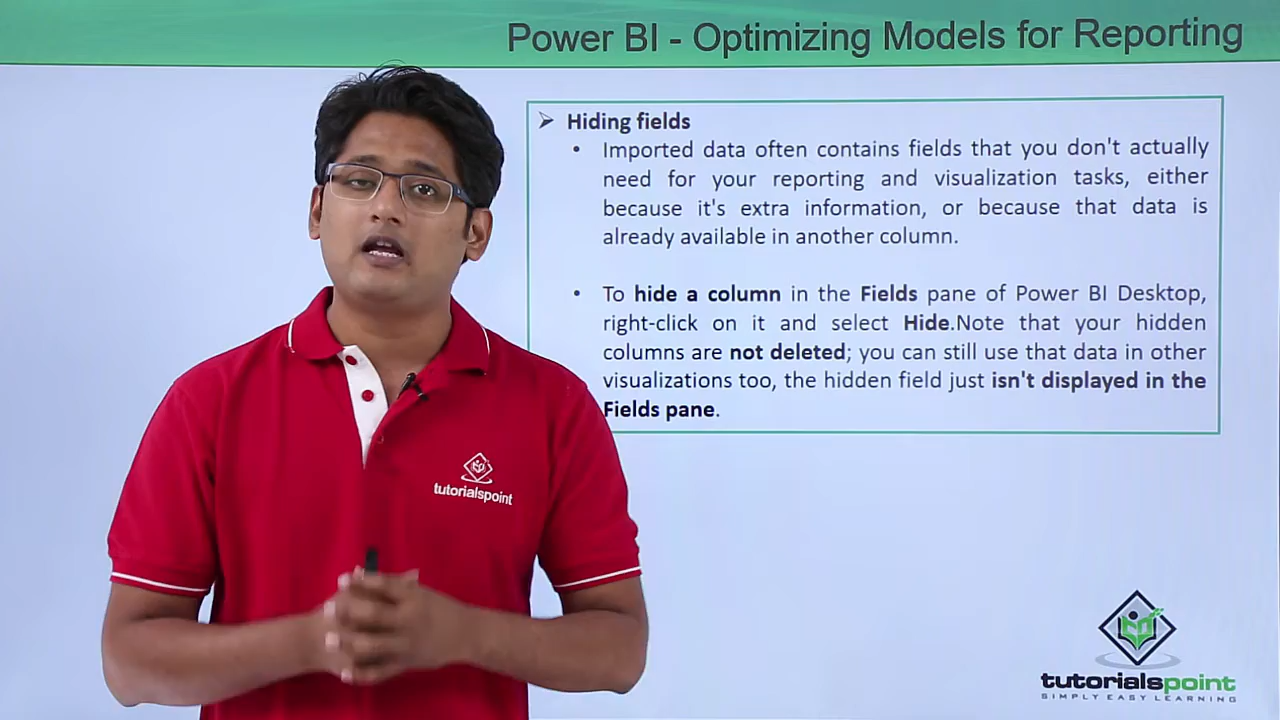 Power BI - Optimizing Models for Reporting
➢ Hiding fields
• Imported data often contains fields that you don't actually
need for your reporting and visualization tasks, either
because it's extra information, or because that data is
already available in another column.
• To hide a column in the Fields pane of Power BI Desktop,
right-click on it and select Hide.Note that your hidden
columns are not deleted; you can still use that data in other
visualizations too, the hidden field just isn't displayed in the
Fields pane.
tutorialspoint
tutorialspoint
SIMPLY EASY LEARNING